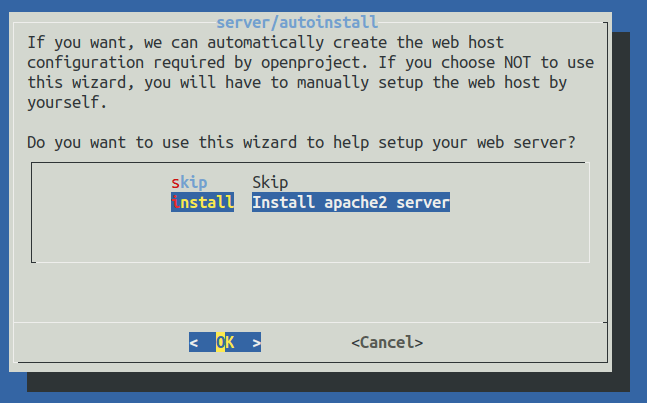 server/autoinstall
If you want, we can automatically create the web host
configuration required by openproject. If you choose NOT to use
this wizard, you will have to manually setup the web host by
yourself.
Do you want to use this wizard to help setup your web server?
skip Skip
install Install apache2 server
< OK > <Cancel>